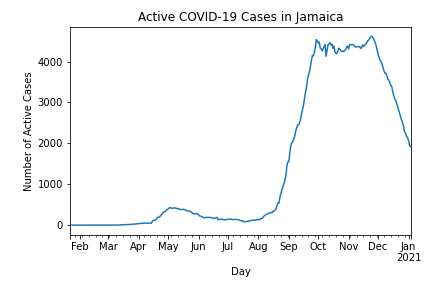 Active COVID-19 Cases in Jamaica
Number of Active Cases
4000
3000
2000
1000
0
Feb Mar Apr May Jun Jul Aug Sep Oct Nov Dec Jan
2021
Day